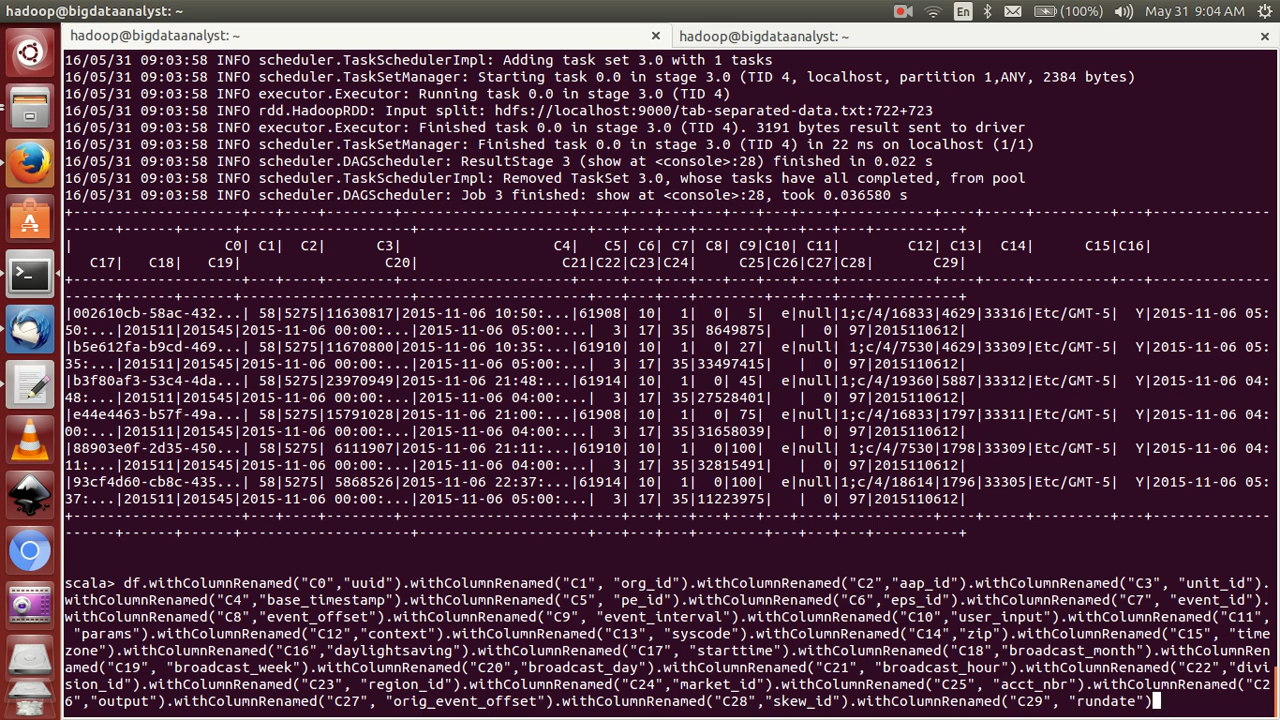 hadoop@bigdataanalyst: ~
En (100%) May 31 9:04 AM
hadoop@bigdataanalyst: ~ × hadoop@bigdataanalyst: ~ ×
16/05/31 09:03:58 INFO scheduler.TaskSchedulerImpl: Adding task set 3.0 with 1 tasks
16/05/31 09:03:58 INFO scheduler.TaskSetManager: Starting task 0.0 in stage 3.0 (TID 4, localhost, partition 1,ANY, 2384 bytes)
16/05/31 09:03:58 INFO executor.Executor: Running task 0.0 in stage 3.0 (TID 4)
16/05/31 09:03:58 INFO rdd.HadoopRDD: Input split: hdfs://localhost:9000/tab-separated-data.txt:722+723
16/05/31 09:03:58 INFO executor.Executor: Finished task 0.0 in stage 3.0 (TID 4). 3191 bytes result sent to driver
16/05/31 09:03:58 INFO scheduler.TaskSetManager: Finished task 0.0 in stage 3.0 (TID 4) in 22 ms on localhost (1/1)
16/05/31 09:03:58 INFO scheduler.DAGScheduler: ResultStage 3 (show at <console>:28) finished in 0.022 s
16/05/31 09:03:58 INFO scheduler.TaskSchedulerImpl: Removed TaskSet 3.0, whose tasks have all completed, from pool
16/05/31 09:03:58 INFO scheduler.DAGScheduler: Job 3 finished: show at <console>:28, took 0.036580 s
+--------------------+---+----+--------+--------------------+-----+---+---+---+---+---+----+----------+----+-----+---------+---+--------------
------+------+------+--------------------+--------------------+---+---+---+--------+---+---+---+----------+
| C0| C1| C2| C3| C4| C5| C6| C7| C8| C9|C10| C11| C12| C13| C14| C15|C16|
C17| C18| C19| C20| C21|C22|C23|C24| C25|C26|C27|C28| C29|
+--------------------+---+----+--------+--------------------+-----+---+---+---+---+---+----+----------+----+-----+---------+---+--------------
------+------+------+--------------------+--------------------+---+---+---+--------+---+---+---+----------+
|002610cb-58ac-432...| 58|5275|11630817|2015-11-06 10:50:...|61908| 10| 1| 0| 5| e|null|1;c/4/16833|4629|33316|Etc/GMT-5| Y|2015-11-06 05:
50:...|201511|201545|2015-11-06 00:00:...|2015-11-06 05:00:...| 3| 17| 35| 8649875| | 0| 97|2015110612|
|b5e612fa-b9cd-469...| 58|5275|11670800|2015-11-06 10:35:...|61910| 10| 1| 0| 27| e|null| 1;c/4/7530|4629|33309|Etc/GMT-5| Y|2015-11-06 05:
35:...|201511|201545|2015-11-06 00:00:...|2015-11-06 05:00:...| 3| 17| 35|33497415| | 0| 97|2015110612|
|b3f80af3-53c4-4da...| 58|5275|23970949|2015-11-06 21:48:...|61914| 10| 1| 0| 45| e|null|1;c/4/19360|5887|33312|Etc/GMT-5| Y|2015-11-06 04:
48:...|201511|201545|2015-11-06 00:00:...|2015-11-06 04:00:...| 3| 17| 35|27528401| | 0| 97|2015110612|
|e44e4463-b57f-49a...| 58|5275|15791028|2015-11-06 21:00:...|61908| 10| 1| 0| 75| e|null|1;c/4/16833|1797|33311|Etc/GMT-5| Y|2015-11-06 04:
00:...|201511|201545|2015-11-06 00:00:...|2015-11-06 04:00:...| 3| 17| 35|31658039| | 0| 97|2015110612|
|88903e0f-2d35-450...| 58|5275| 6111907|2015-11-06 21:11:...|61910| 10| 1| 0|100| e|null| 1;c/4/7530|1798|33309|Etc/GMT-5| Y|2015-11-06 04:
11:...|201511|201545|2015-11-06 00:00:...|2015-11-06 04:00:...| 3| 17| 35|32815491| | 0| 97|2015110612|
|93cf4d60-cb8c-435...| 58|5275| 5868526|2015-11-06 22:37:...|61914| 10| 1| 0|100| e|null|1;c/4/18614|1796|33305|Etc/GMT-5| Y|2015-11-06 05:
37:...|201511|201545|2015-11-06 00:00:...|2015-11-06 05:00:...| 3| 17| 35|11223975| | 0| 97|2015110612|
+--------------------+---+----+--------+--------------------+-----+---+---+---+---+---+----+----------+----+-----+---------+---+--------------
------+------+------+--------------------+--------------------+---+---+---+--------+---+---+---+----------+
scala> df.withColumnRenamed("C0","uuid").withColumnRenamed("C1", "org_id").withColumnRenamed("C2","aap_id").withColumnRenamed("C3", "unit_id").
withColumnRenamed("C4","base_timestamp").withColumnRenamed("C5", "pe_id").withColumnRenamed("C6","eps_id").withColumnRenamed("C7", "event_id").
withColumnRenamed("C8","event_offset").withColumnRenamed("C9", "event_interval").withColumnRenamed("C10","user_input").withColumnRenamed("C11",
"params").withColumnRenamed("C12","context").withColumnRenamed("C13", "syscode").withColumnRenamed("C14","zip").withColumnRenamed("C15", "time
zone").withColumnRenamed("C16","daylightsaving").withColumnRenamed("C17", "starttime").withColumnRenamed("C18","broadcast_month").withColumnRen
amed("C19", "broadcast_week").withColumnRenamed("C20","broadcast_day").withColumnRenamed("C21", "broadcast_hour").withColumnRenamed("C22","divi
sion_id").withColumnRenamed("C23", "region_id").withColumnRenamed("C24","market_id").withColumnRenamed("C25", "acct_nbr").withColumnRenamed("C2
6","output").withColumnRenamed("C27", "orig_event_offset").withColumnRenamed("C28","skew_id").withColumnRenamed("C29", "rundate")